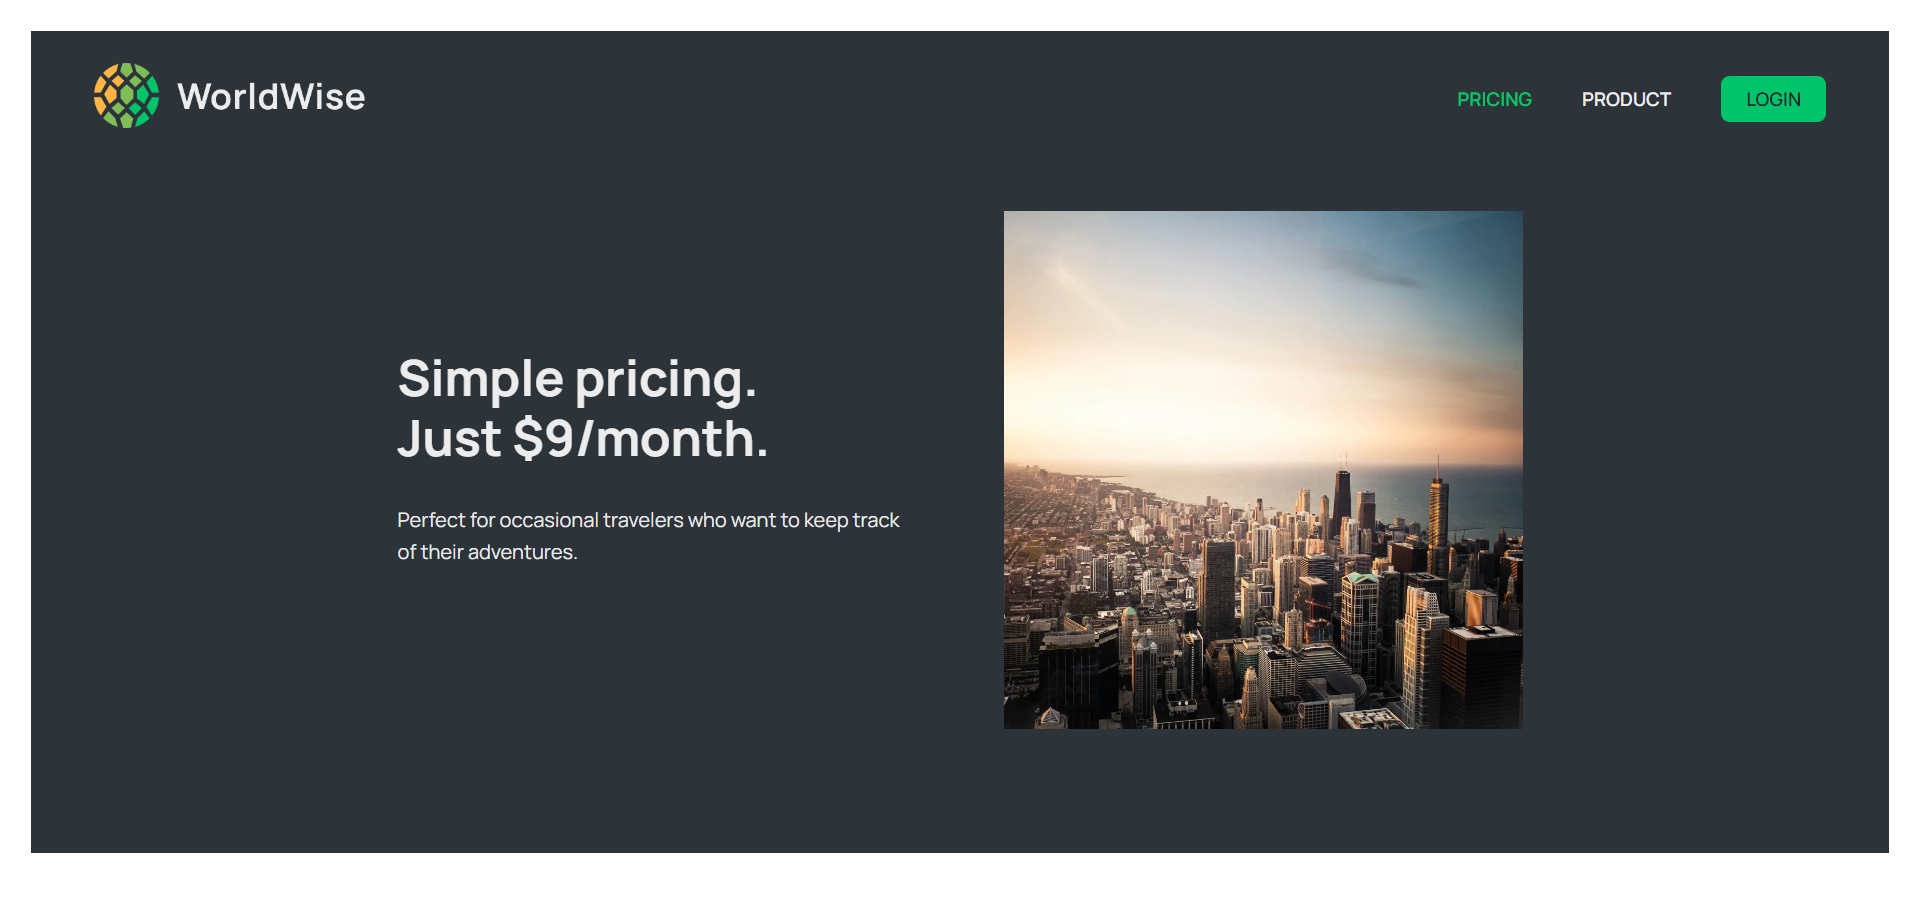 WorldWise
PRICING
PRODUCT
LOGIN
Simple pricing.
Just $9/month.
Perfect for occasional travelers who want to keep track
of their adventures.